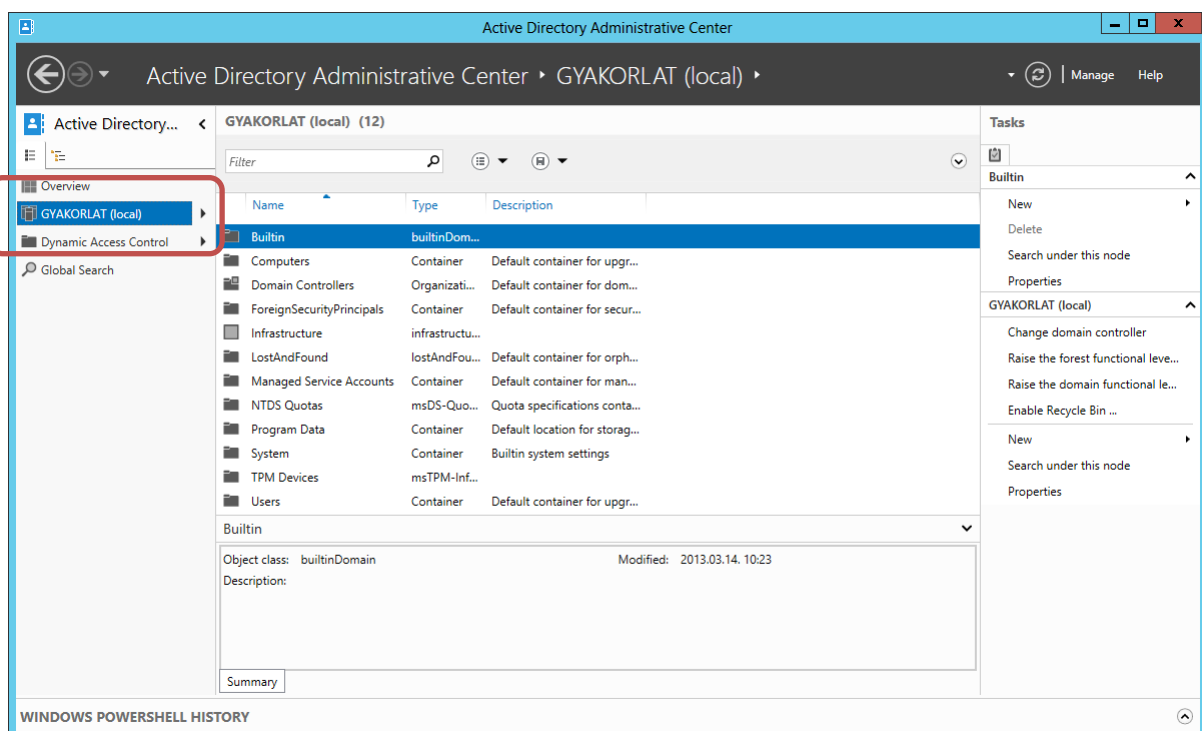 Active Directory Administrative Center
Active Directory Administrative Center ‣ GYAKORLAT (local) ‣
Manage Help
Active Directory...
Overview
GYAKORLAT (local)
Dynamic Access Control
Global Search
GYAKORLAT (local) (12)
Filter
Name Type Description
Builtin builtinDom...
Computers Container Default container for upgr...
Domain Controllers Organizati... Default container for dom...
ForeignSecurityPrincipals Container Default container for secur...
Infrastructure infrastructu...
LostAndFound lostAndFou... Default container for orph...
Managed Service Accounts Container Default container for man...
NTDS Quotas msDS-Quo... Quota specifications conta...
Program Data Container Default location for storag...
System Container Builtin system settings
TPM Devices msTPM-Inf...
Users Container Default container for upgr...
Builtin
Object class: builtinDomain Modified: 2013.03.14. 10:23
Description:
Summary
Tasks
Builtin
New
Delete
Search under this node
Properties
GYAKORLAT (local)
Change domain controller
Raise the forest functional leve...
Raise the domain functional le...
Enable Recycle Bin ...
New
Search under this node
Properties
WINDOWS POWERSHELL HISTORY